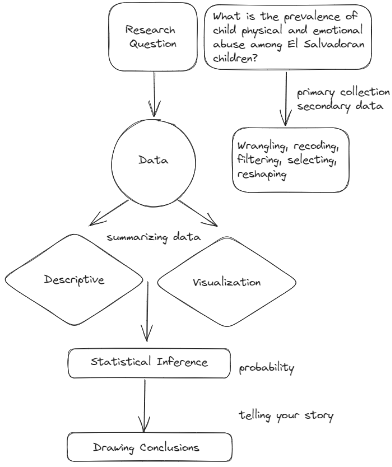 Research
Question
What is the prevalence of
child physical and emotional
abuse among El Salvadoran
children?
primary collection
secondary data
Data
Wrangling, recoding,
filtering, selecting,
reshaping
summarizing data
Descriptive
Visualization
Statistical Inference
probability
telling your story
Drawing Conclusions